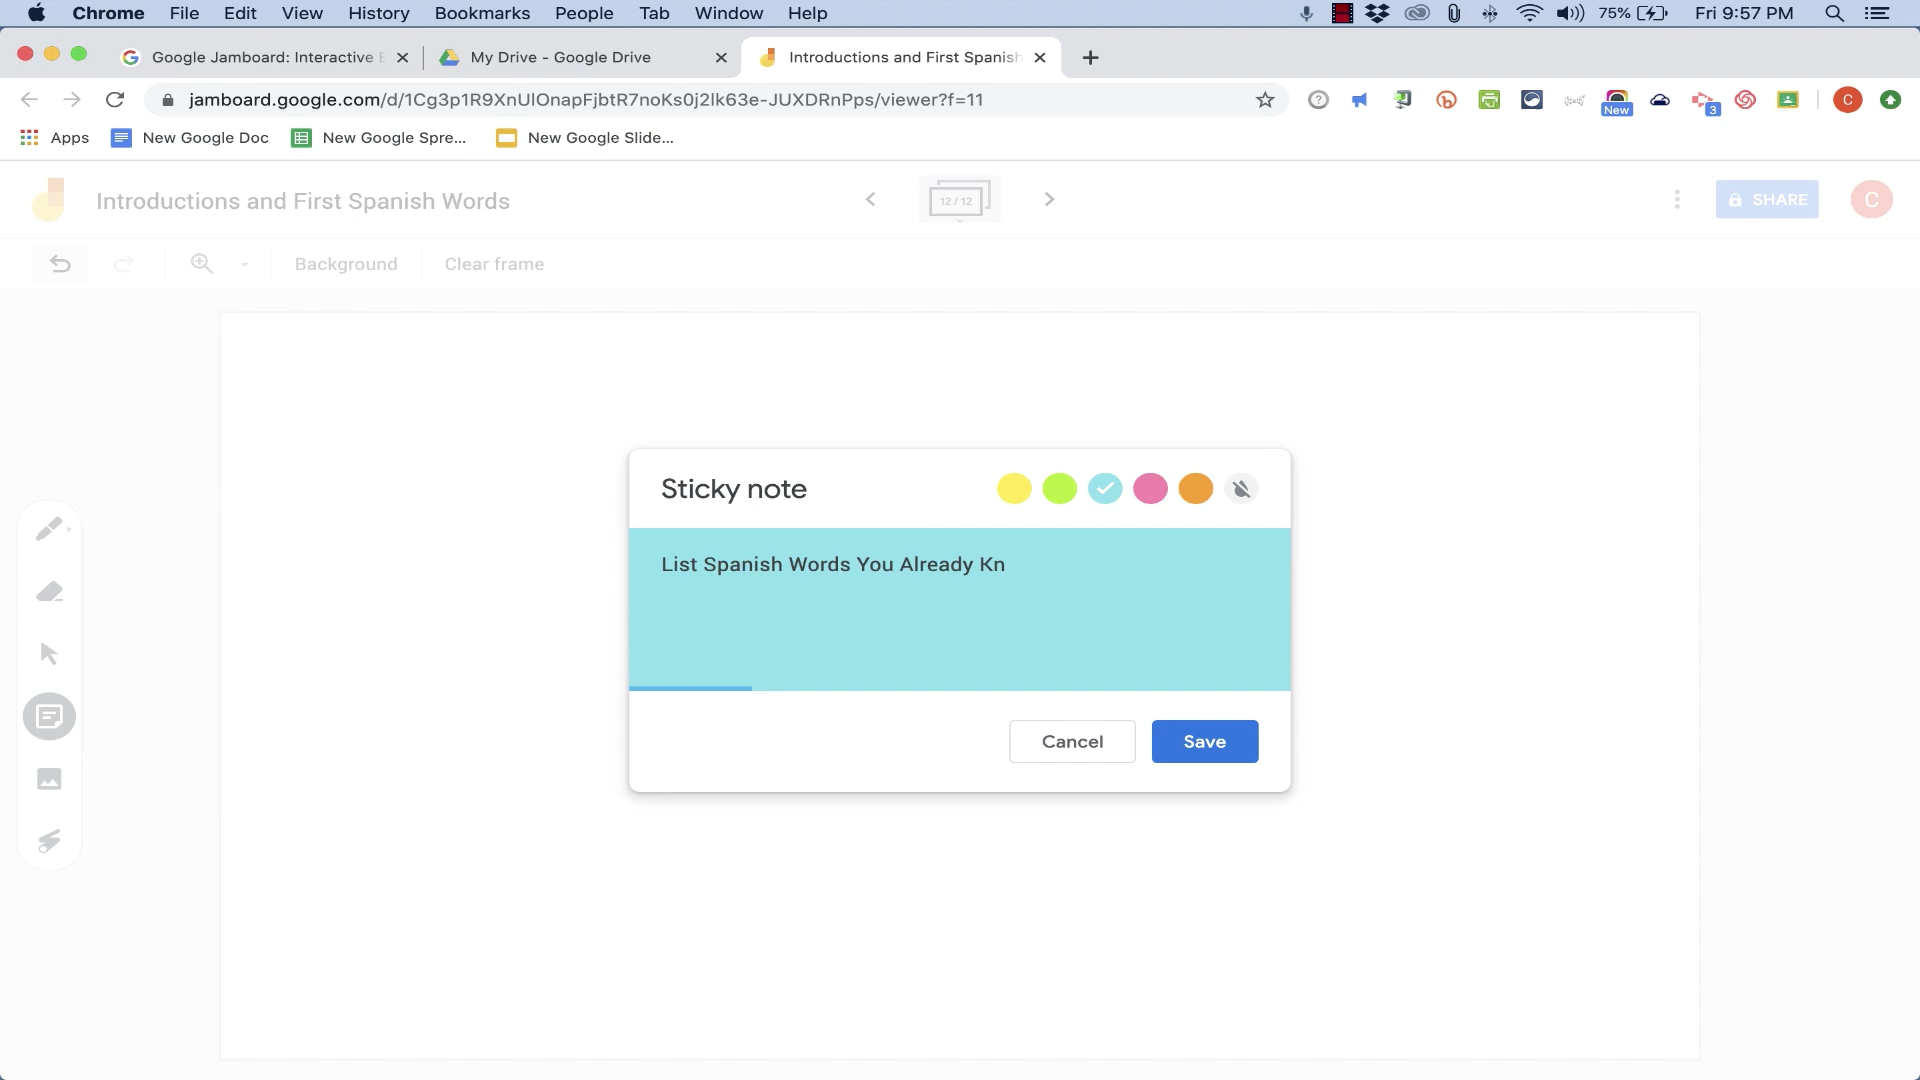 Chrome File Edit View History Bookmarks People Tab Window Help 75% Fri 9:57 PM
Google Jamboard: Interactive My Drive - Google Drive Introductions and First Spanish
jamboard.google.com/d/1Cg3p1R9XnUlOnapFjbtR7noKs0j2lk63e-JUXDRnPps/viewer?f=11 New 3 C
Apps New Google Doc New Google Spre... New Google Slide...
Introductions and First Spanish Words 12 / 12 SHARE C
Background Clear frame
Sticky note
List Spanish Words You Already Kn
Cancel Save